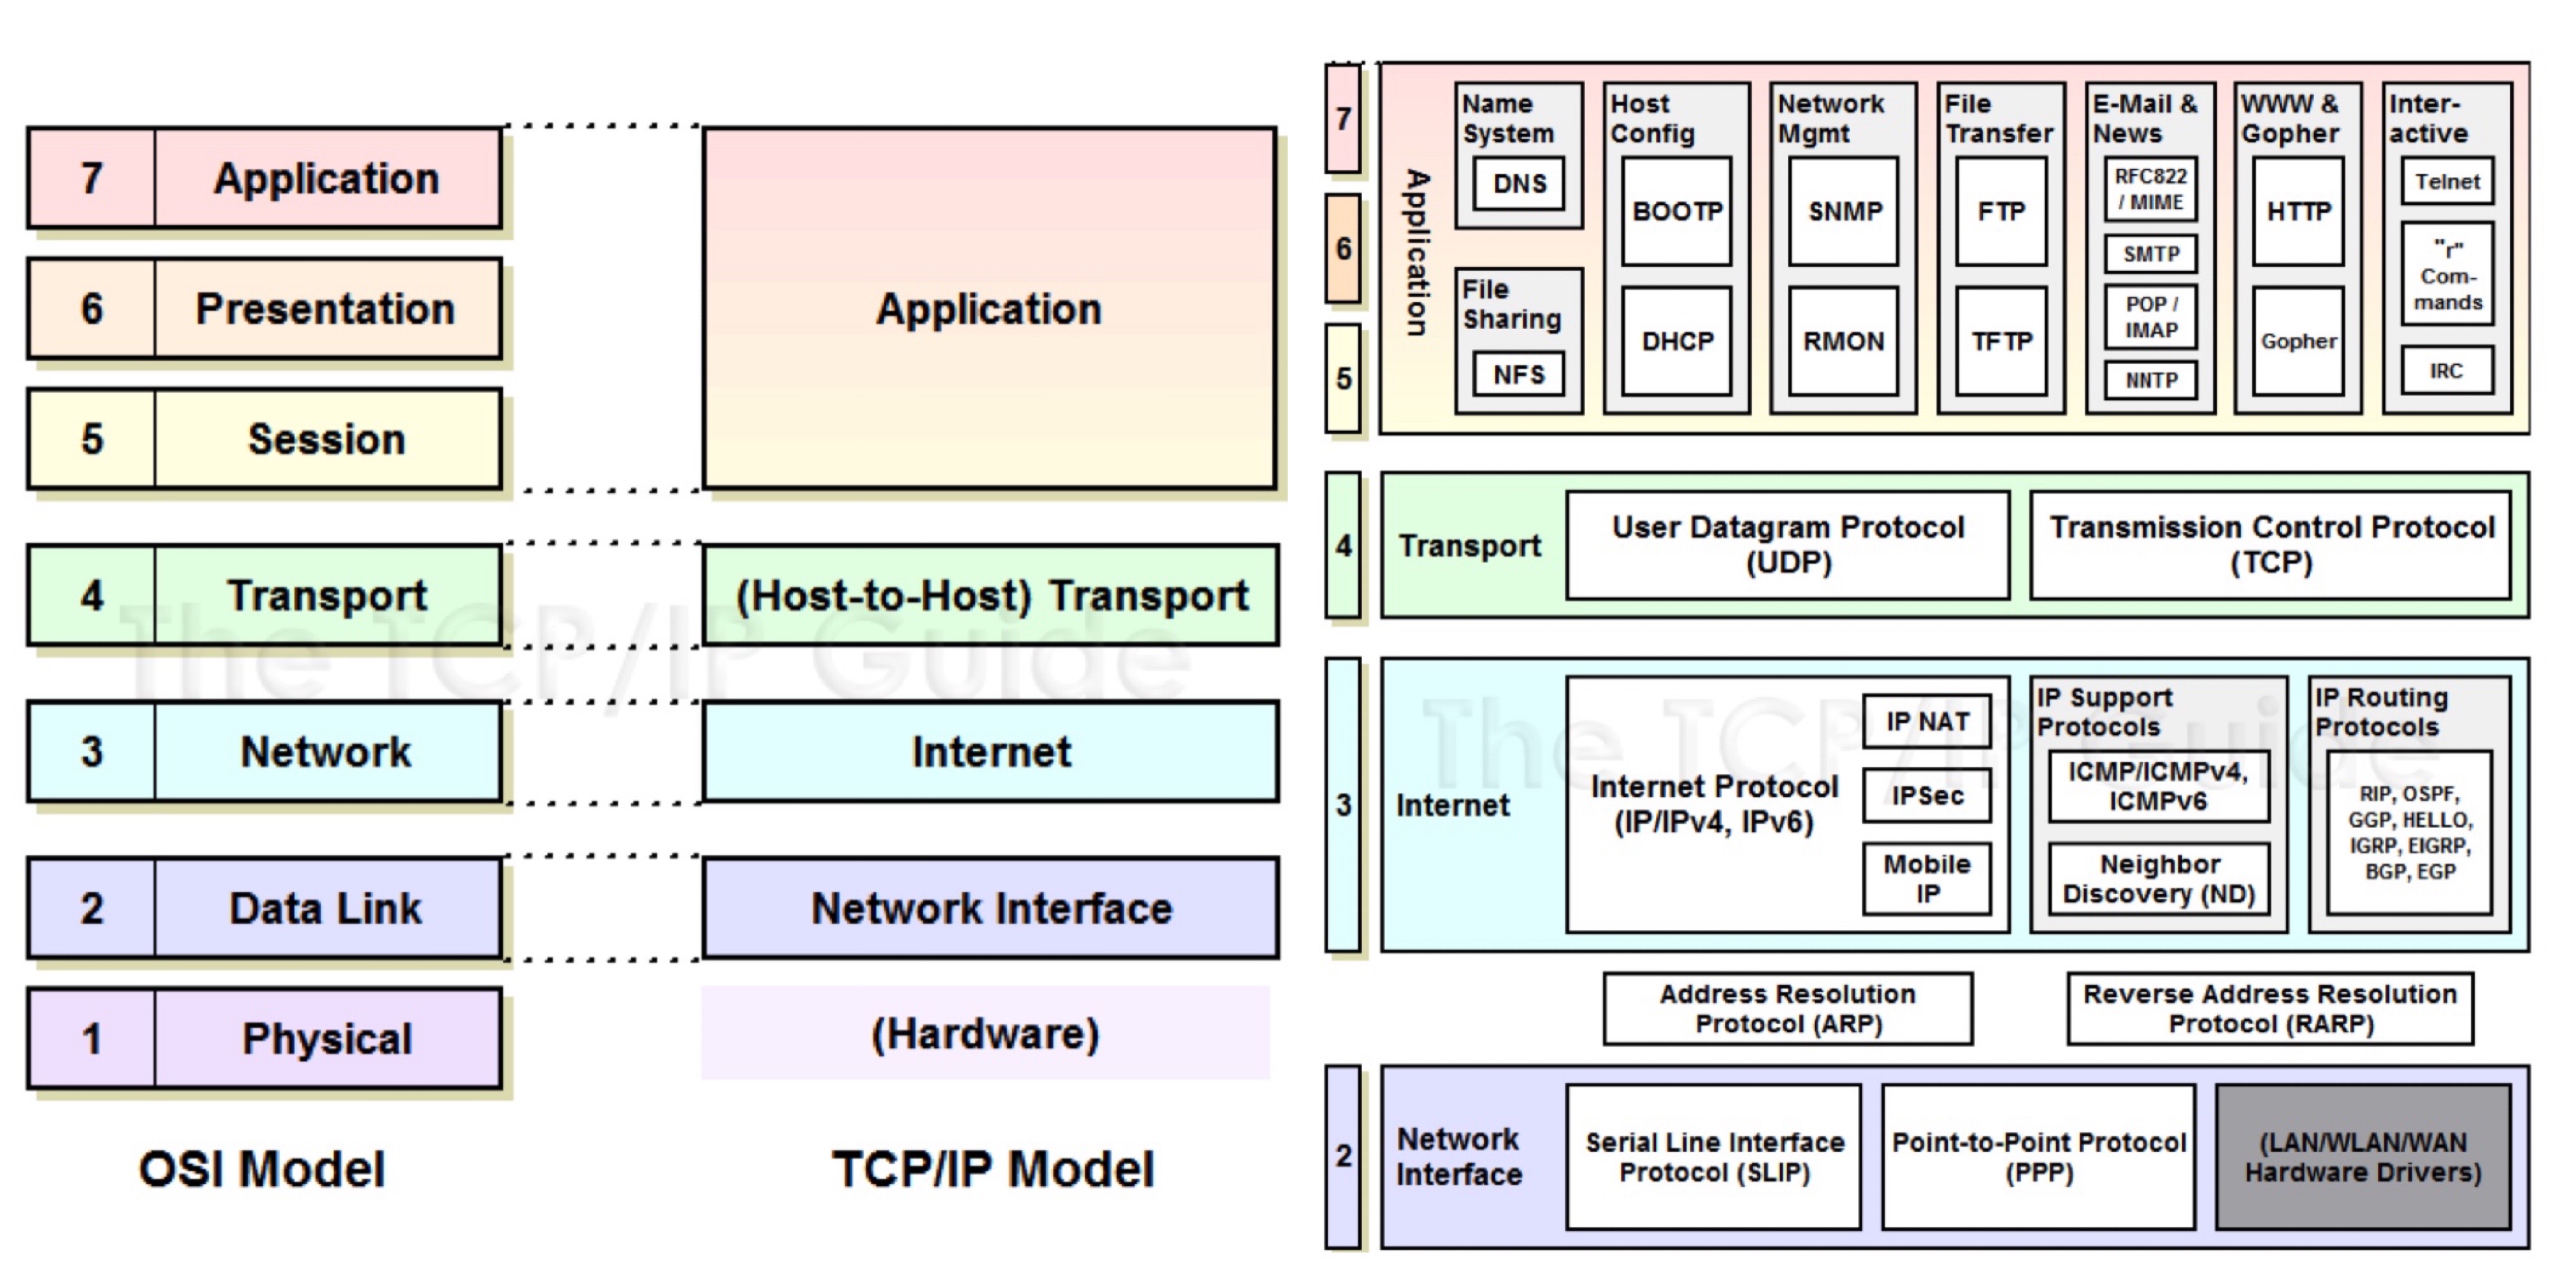 7 Application
6 Presentation
5 Session
4 Transport
3 Network
2 Data Link
1 Physical
OSI Model
Application
(Host-to-Host) Transport
Internet
Network Interface
(Hardware)
TCP/IP Model
The TCP/IP Guide
7
6
5
Application
Name
System
DNS
File
Sharing
NFS
Host
Config
BOOTP
DHCP
Network
Mgmt
SNMP
RMON
File
Transfer
FTP
TFTP
E-Mail &
News
RFC822
/ MIME
SMTP
POP /
IMAP
NNTP
WWW &
Gopher
HTTP
Gopher
Inter-
active
Telnet
"r"
Com-
mands
IRC
4
Transport
User Datagram Protocol
(UDP)
Transmission Control Protocol
(TCP)
3
Internet
Internet Protocol
(IP/IPv4, IPv6)
IP NAT
IPSec
Mobile
IP
IP Support
Protocols
ICMP/ICMPv4,
ICMPv6
Neighbor
Discovery (ND)
IP Routing
Protocols
RIP, OSPF,
GGP, HELLO,
IGRP, EIGRP,
BGP, EGP
The TCP/IP Guide
Address Resolution
Protocol (ARP)
Reverse Address Resolution
Protocol (RARP)
2
Network
Interface
Serial Line Interface
Protocol (SLIP)
Point-to-Point Protocol
(PPP)
(LAN/WLAN/WAN
Hardware Drivers)